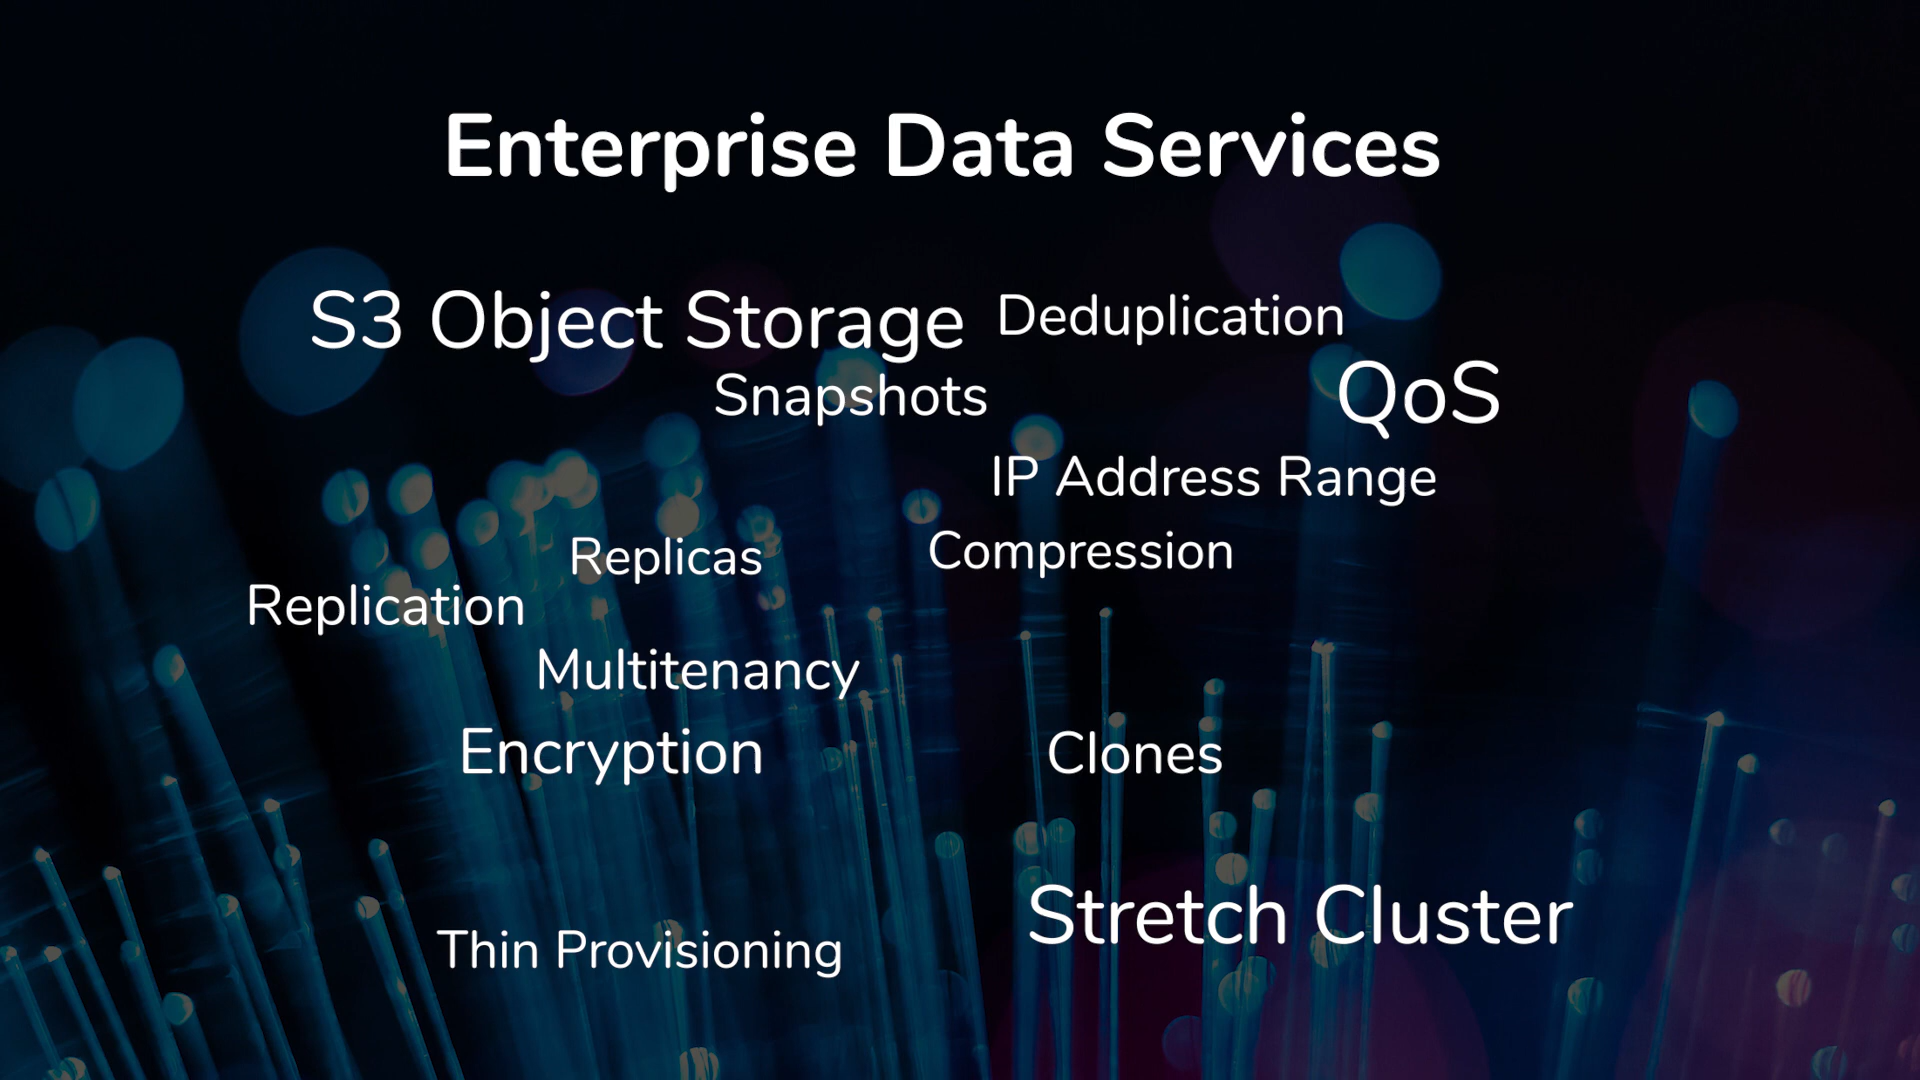 Enterprise Data Services
S3 Object Storage
Deduplication
Snapshots
QoS
IP Address Range
Replicas
Compression
Replication
Multitenancy
Encryption
Clones
Stretch Cluster
Thin Provisioning